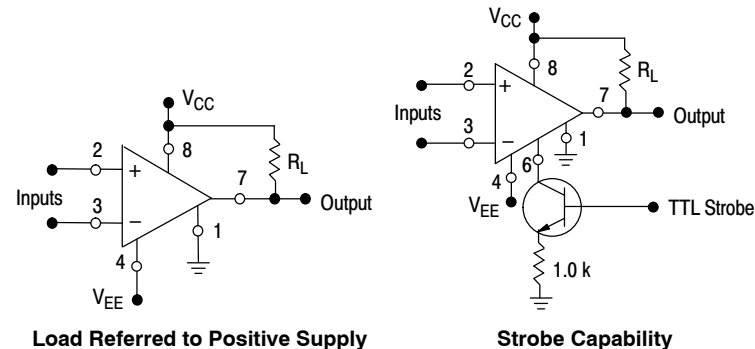 VCC
2
8
RL
Inputs
+
3
−
7
Output
4
1
VEE
Load Referred to Positive Supply
VCC
2
8
RL
Inputs
+
7
Output
3
−
1
4
6
VEE
TTL Strobe
1.0 k
Strobe Capability